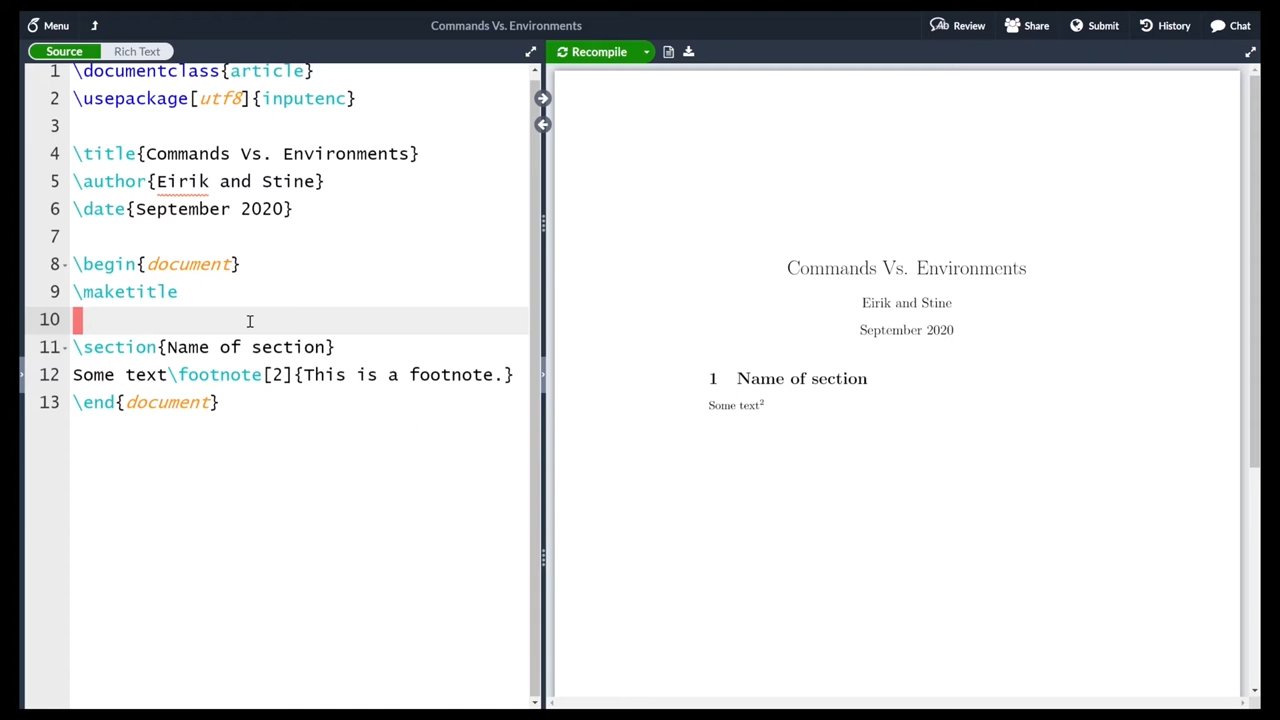 Menu
Commands Vs. Environments
Review
Share
Submit
History
Chat
Source
Rich Text
Recompile
1 \documentclass{article}
2 \usepackage[utf8]{inputenc}
3
4 \title{Commands Vs. Environments}
5 \author{Eirik and Stine}
6 \date{September 2020}
7
8 \begin{document}
9 \maketitle
10
11 \section{Name of section}
12 Some text\footnote[2]{This is a footnote.}
13 \end{document}
Commands Vs. Environments
Eirik and Stine
September 2020
1 Name of section
Some text²